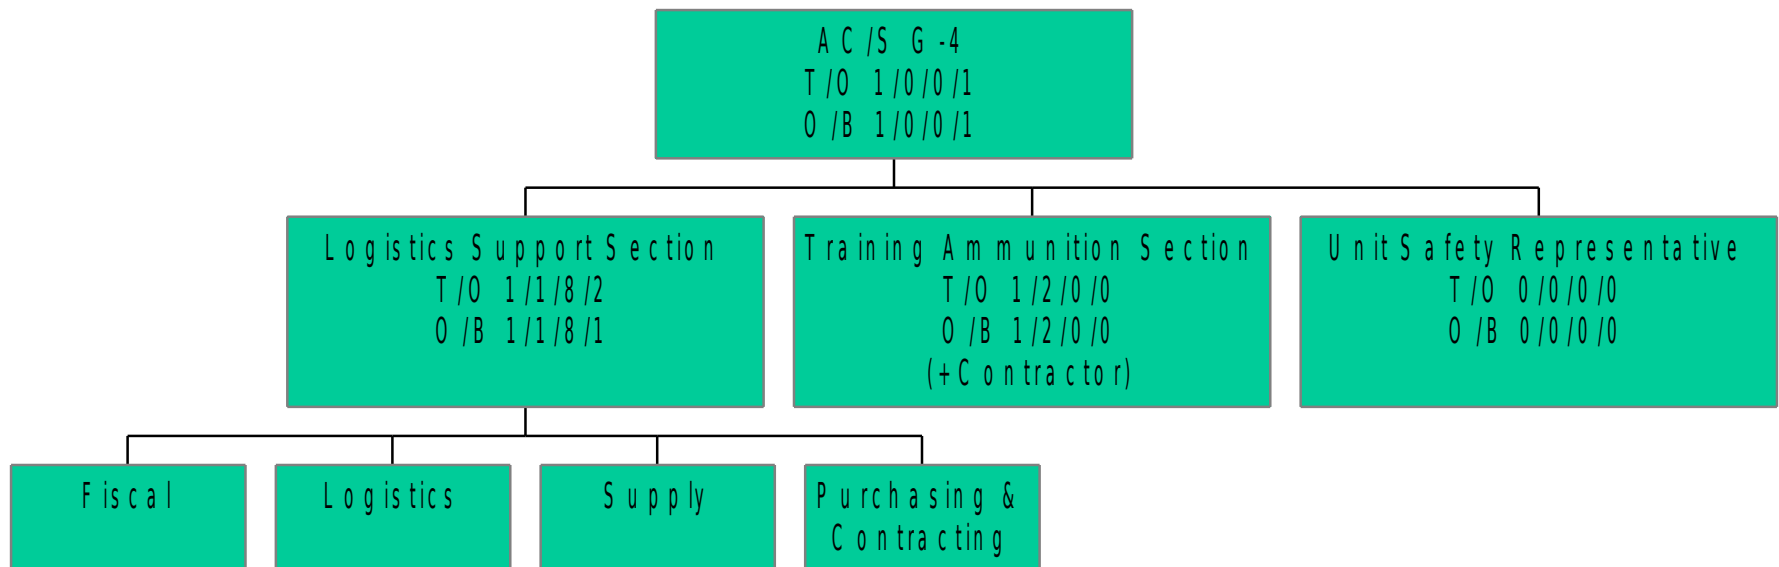 AC/S G-4
T/O 1/0/0/1
O/B 1/0/0/1
Logistics Support Section
T/O 1/1/8/2
O/B 1/1/8/1
Training Ammunition Section
T/O 1/2/0/0
O/B 1/2/0/0
(+Contractor)
Unit Safety Representative
T/O 0/0/0/0
O/B 0/0/0/0
Fiscal
Logistics
Supply
Purchasing &
Contracting